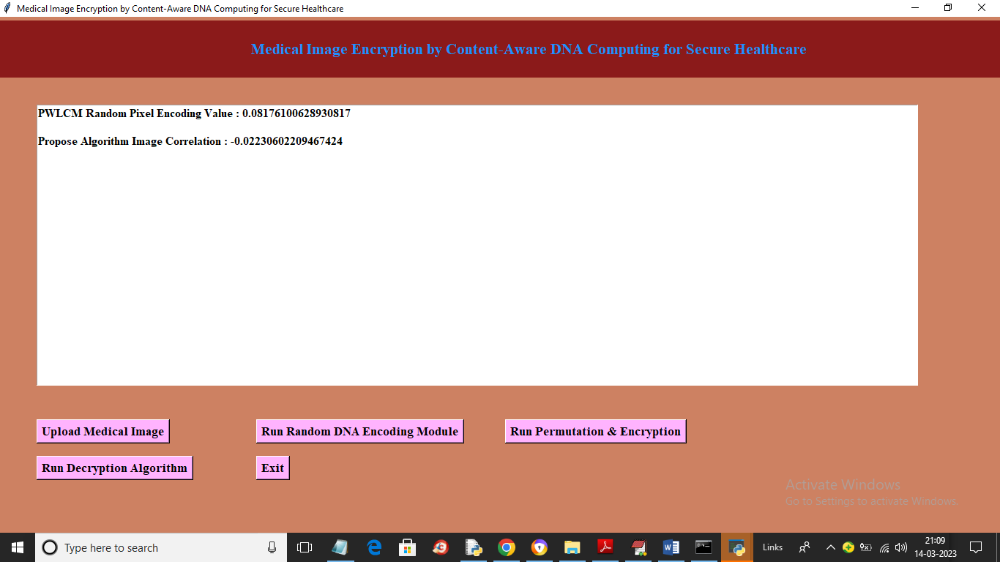 Medical Image Encryption by Content-Aware DNA Computing for Secure Healthcare
Medical Image Encryption by Content-Aware DNA Computing for Secure Healthcare
PWLCM Random Pixel Encoding Value : 0.08176100628930817
Propose Algorithm Image Correlation : -0.02230602209467424
Upload Medical Image
Run Random DNA Encoding Module
Run Permutation & Encryption
Run Decryption Algorithm
Exit
Activate Windows
Go to Settings to activate Windows.
Type here to search
Links
21:09
14-03-2023